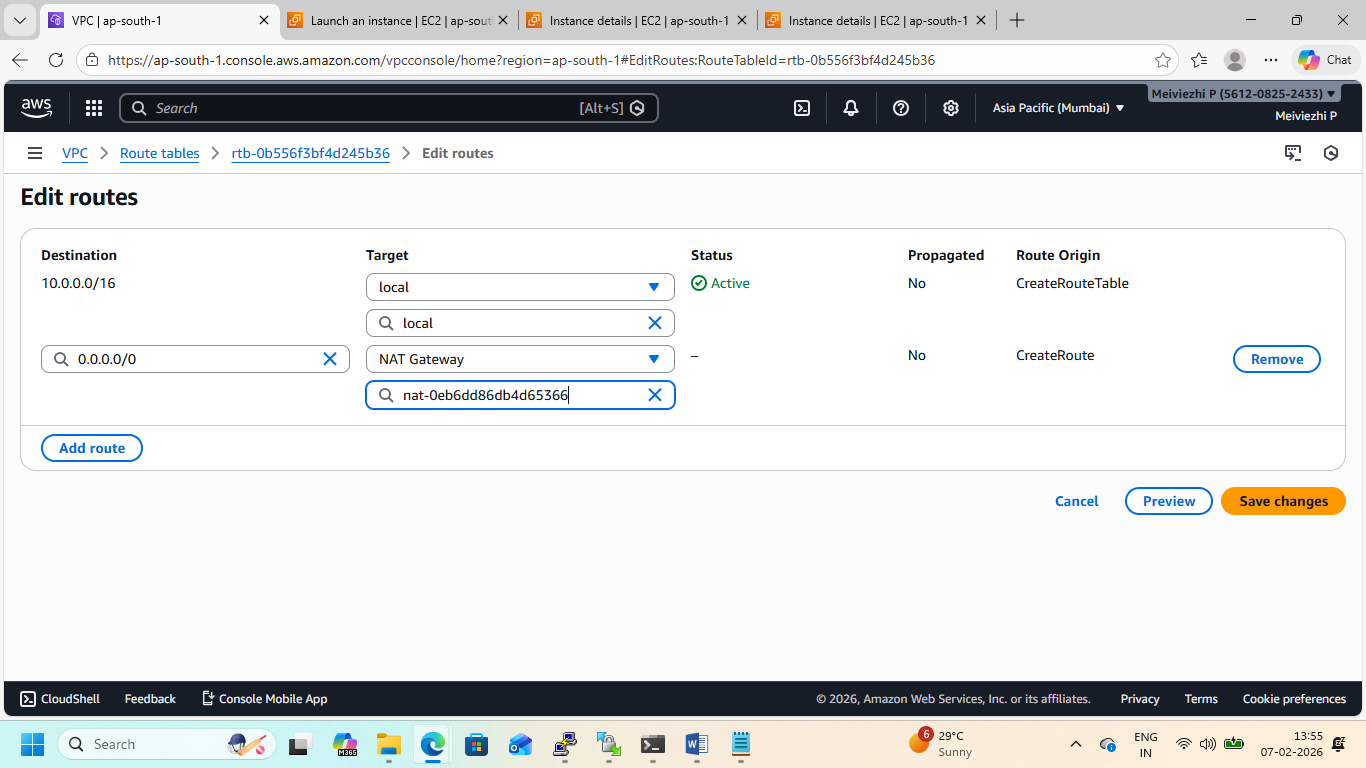 VPC | ap-south-1
Launch an instance | EC2 | ap-sout
Instance details | EC2 | ap-south-1
Instance details | EC2 | ap-south-1
https://ap-south-1.console.aws.amazon.com/vpcconsole/home?region=ap-south-1#EditRoutes:RouteTableId=rtb-0b556f3bf4d245b36
Chat
aws
Search
[Alt+S]
Asia Pacific (Mumbai)
Meiviezhi P (5612-0825-2433)
Meiviezhi P
VPC > Route tables > rtb-0b556f3bf4d245b36 > Edit routes
Edit routes
Destination Target Status Propagated Route Origin
10.0.0.0/16 local Active No CreateRouteTable
local
0.0.0.0/0 NAT Gateway – No CreateRoute Remove
nat-0eb6dd86db4d65366
Add route
Cancel Preview Save changes
CloudShell Feedback Console Mobile App © 2026, Amazon Web Services, Inc. or its affiliates. Privacy Terms Cookie preferences
Search
M365
6
29°C
Sunny
ENG
IN
13:55
07-02-2026